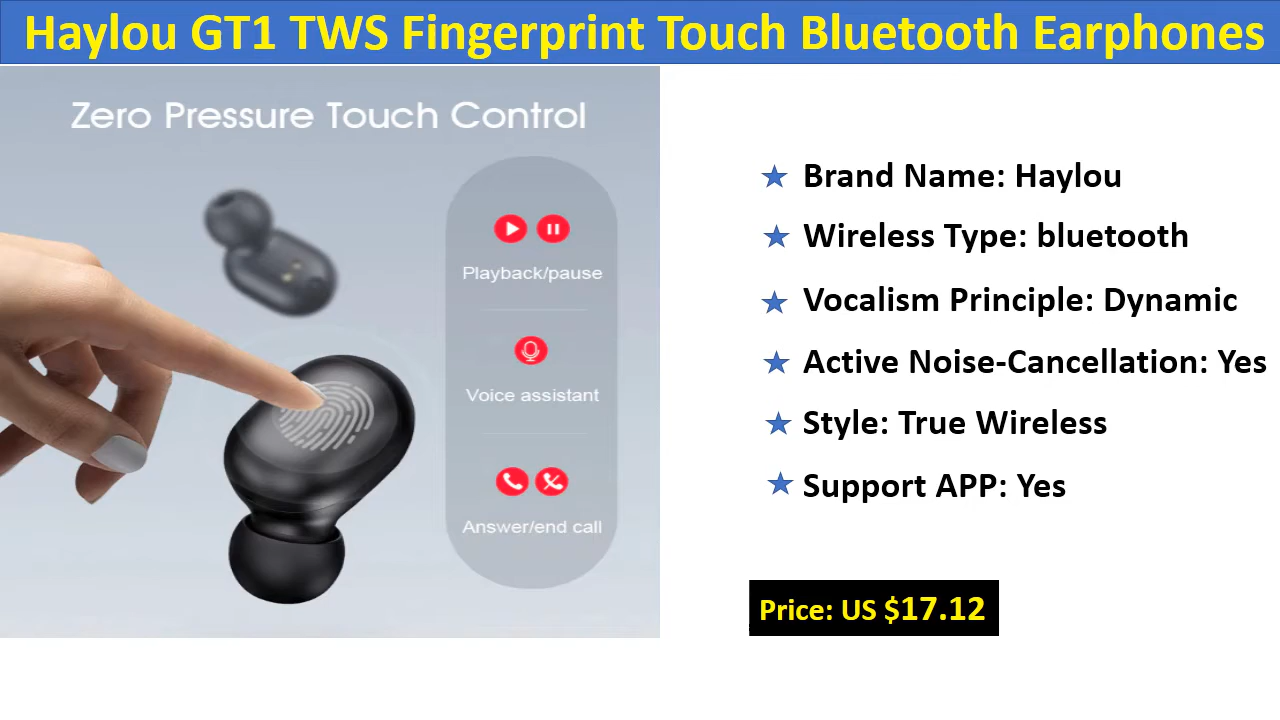 Haylou GT1 TWS Fingerprint Touch Bluetooth Earphones
Zero Pressure Touch Control
Playback/pause
Voice assistant
Answer/end call
Brand Name: Haylou
Wireless Type: bluetooth
Vocalism Principle: Dynamic
Active Noise-Cancellation: Yes
Style: True Wireless
Support APP: Yes
Price: US $17.12